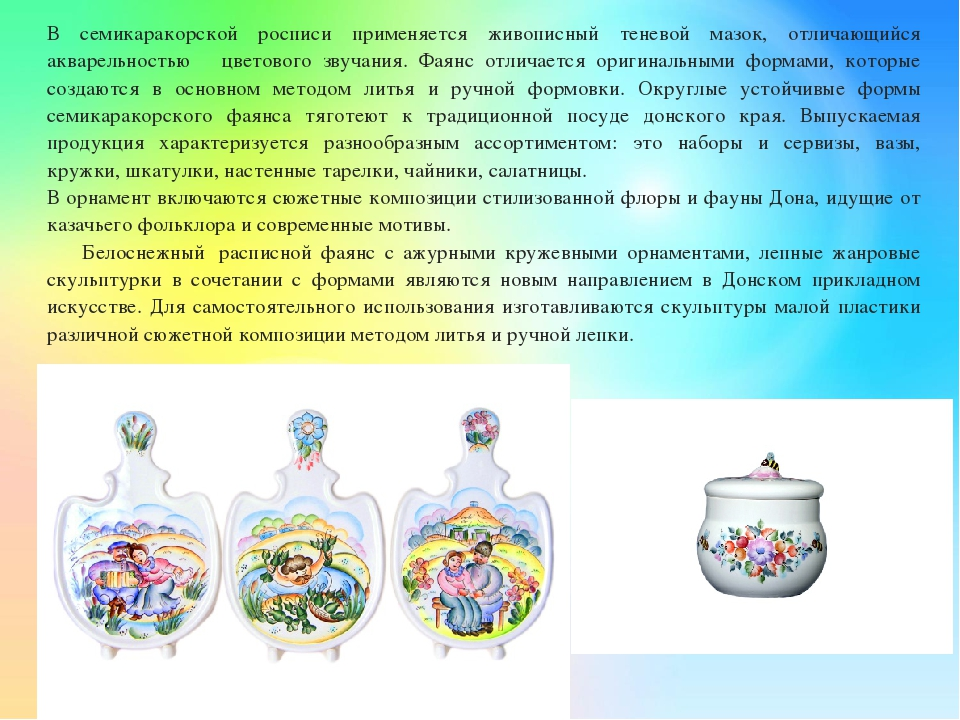 В семикаракорской росписи применяется живописный теневой мазок, отличающийся
акварельностью цветового звучания. Фаянс отличается оригинальными формами, которые
создаются в основном методом литья и ручной формовки. Округлые устойчивые формы
семикаракорского фаянса тяготеют к традиционной посуде донского края. Выпускаемая
продукция характеризуется разнообразным ассортиментом: это наборы и сервизы, вазы,
кружки, шкатулки, настенные тарелки, чайники, салатницы.
В орнамент включаются сюжетные композиции стилизованной флоры и фауны Дона, идущие от
казачьего фольклора и современные мотивы.
Белоснежный расписной фаянс с ажурными кружевными орнаментами, лепные жанровые
скульптурки в сочетании с формами являются новым направлением в Донском прикладном
искусстве. Для самостоятельного использования изготавливаются скульптуры малой пластики
различной сюжетной композиции методом литья и ручной лепки.